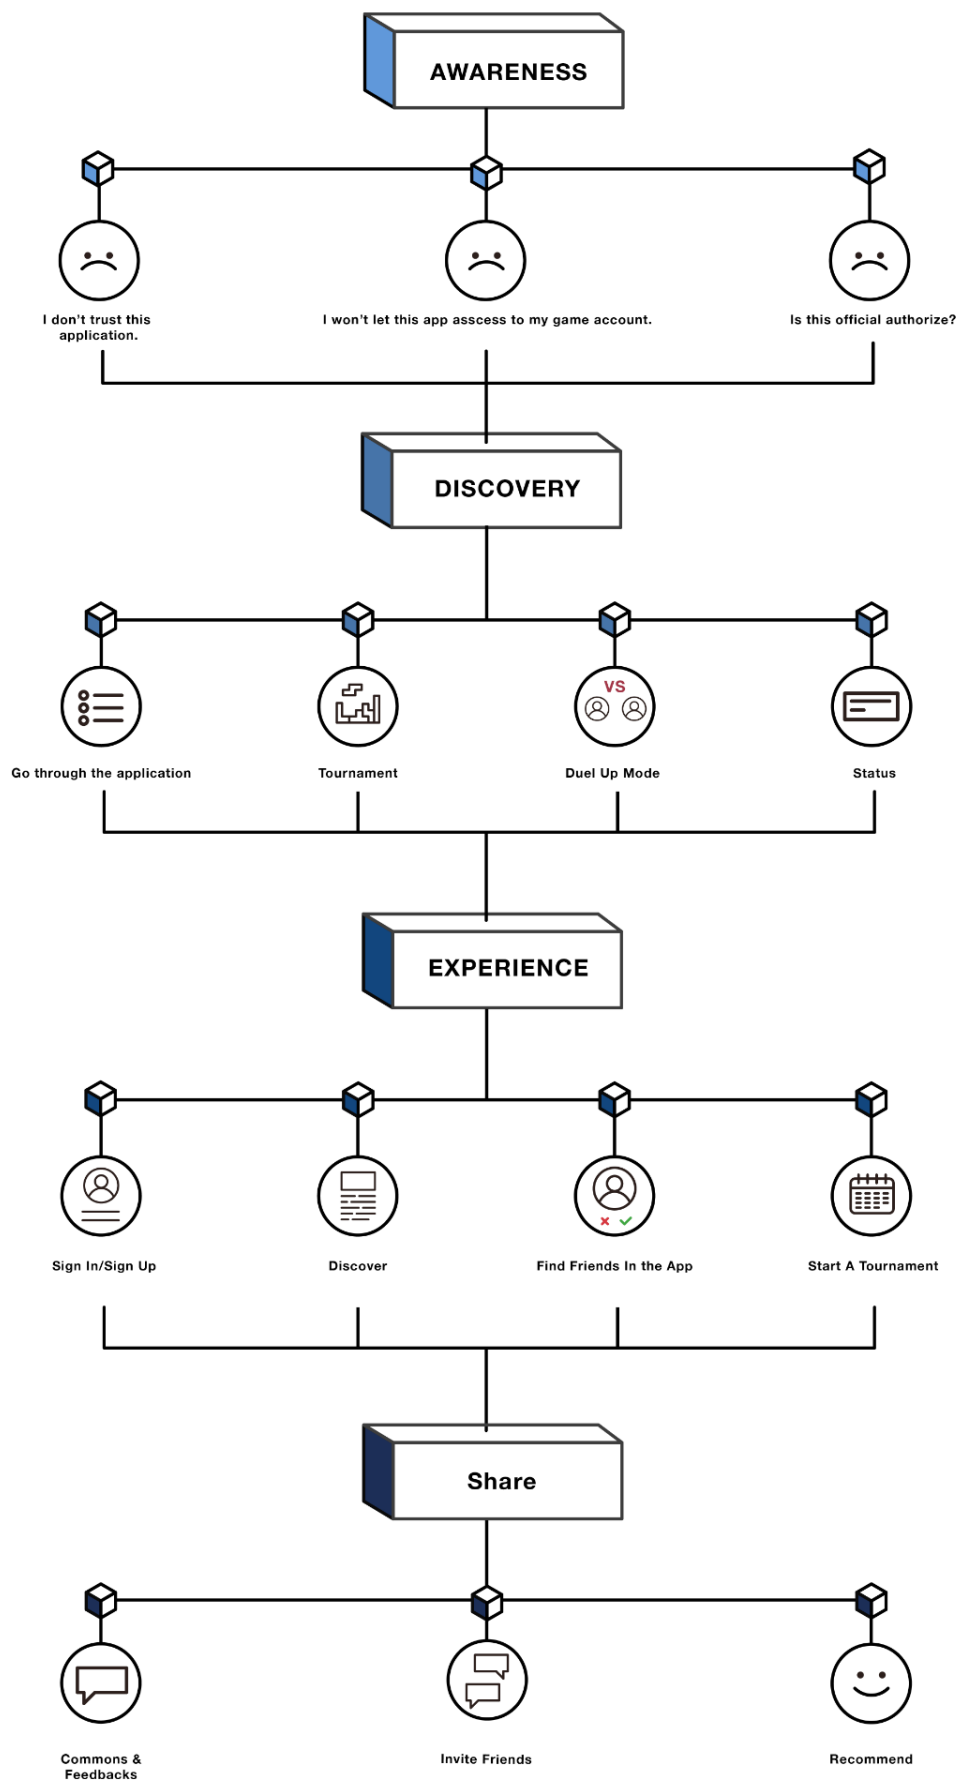 AWARENESS
I don't trust this
application.
I won't let this app asscess to my game account.
Is this official authorize?
DISCOVERY
VS
Go through the application
Tournament
Duel Up Mode
Status
EXPERIENCE
Sign In/Sign Up
Discover
Find Friends In the App
Start A Tournament
Share
Commons &
Feedbacks
Invite Friends
Recommend